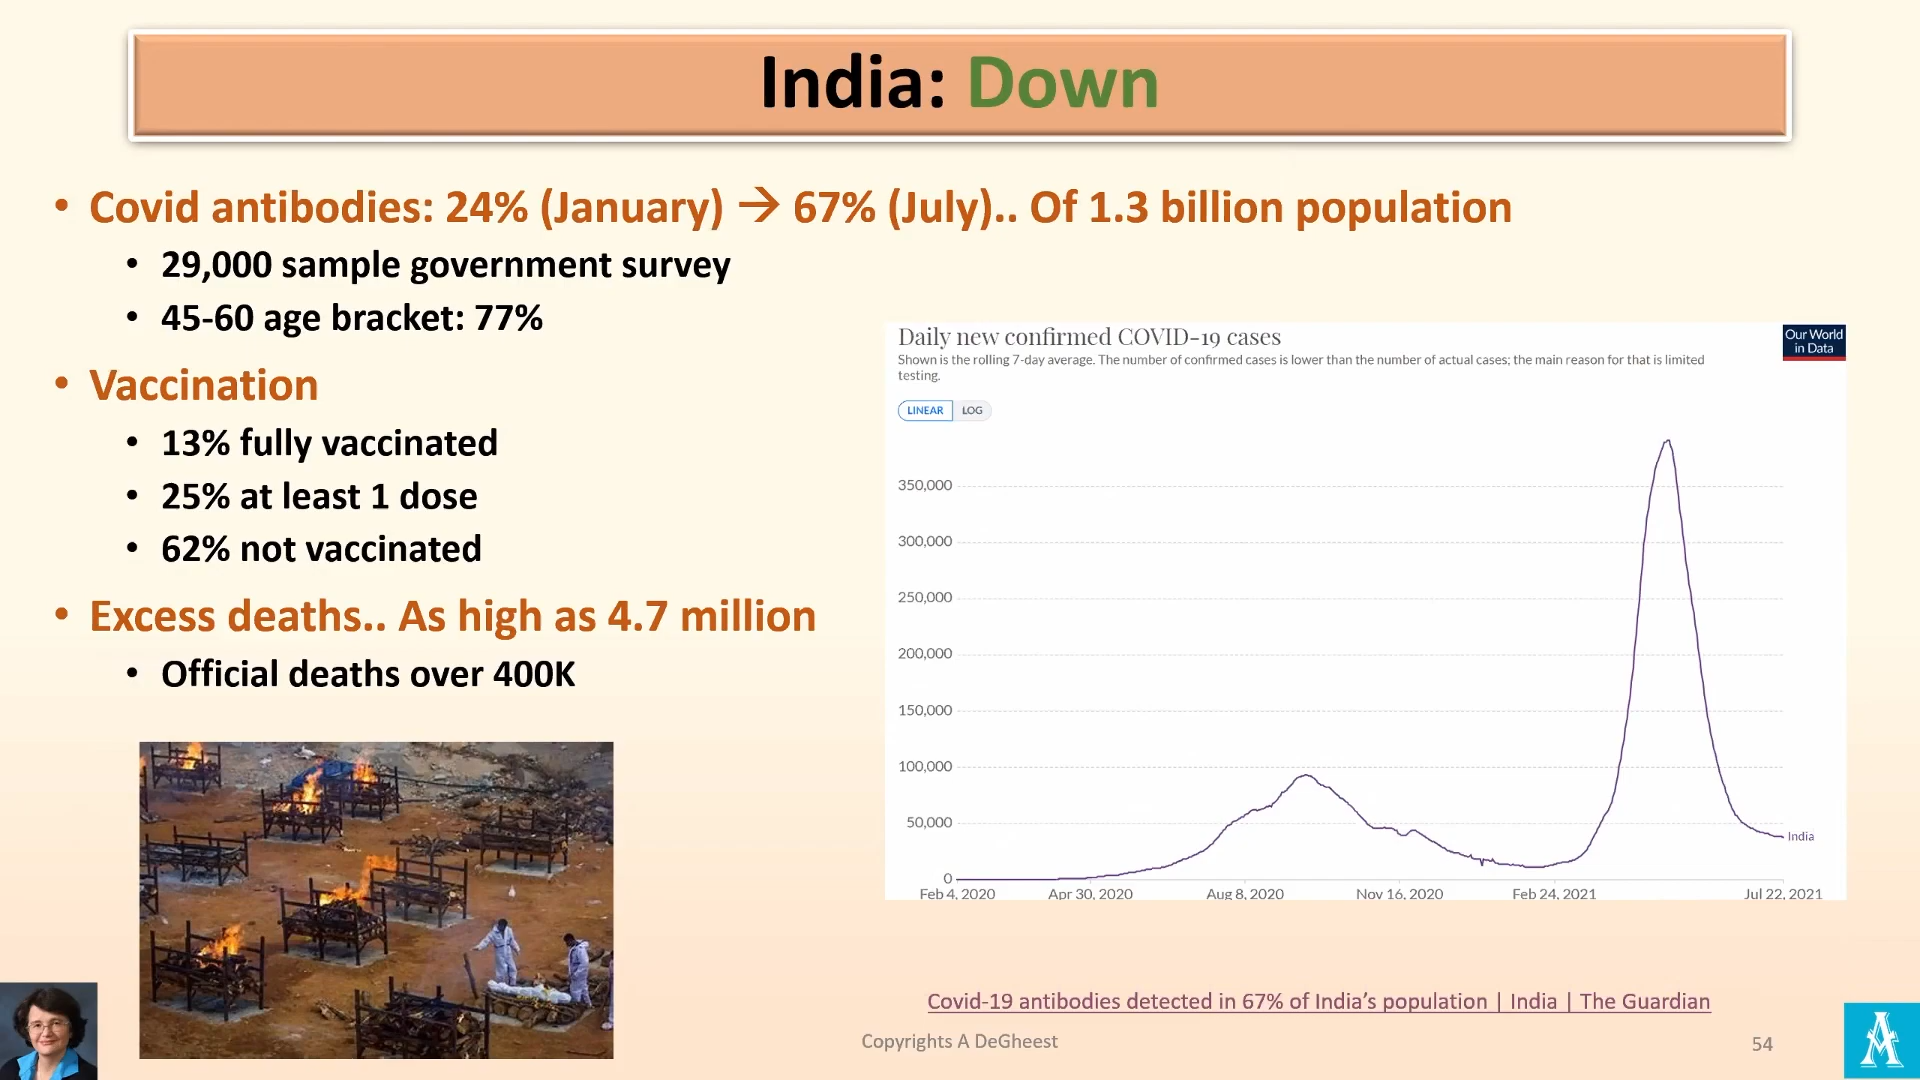 India: Down
• Covid antibodies: 24% (January) → 67% (July).. Of 1.3 billion population
• 29,000 sample government survey
• 45-60 age bracket: 77%
• Vaccination
• 13% fully vaccinated
• 25% at least 1 dose
• 62% not vaccinated
• Excess deaths.. As high as 4.7 million
• Official deaths over 400K
Daily new confirmed COVID-19 cases
Our World
in Data
Shown is the rolling 7-day average. The number of confirmed cases is lower than the number of actual cases; the main reason for that is limited
testing.
LINEAR LOG
350,000
300,000
250,000
200,000
150,000
100,000
50,000
India
0
Feb 4, 2020 Apr 30, 2020 Aug 8, 2020 Nov 16, 2020 Feb 24, 2021 Jul 22, 2021
Covid-19 antibodies detected in 67% of India’s population | India | The Guardian
Copyrights A DeGheest
54
A